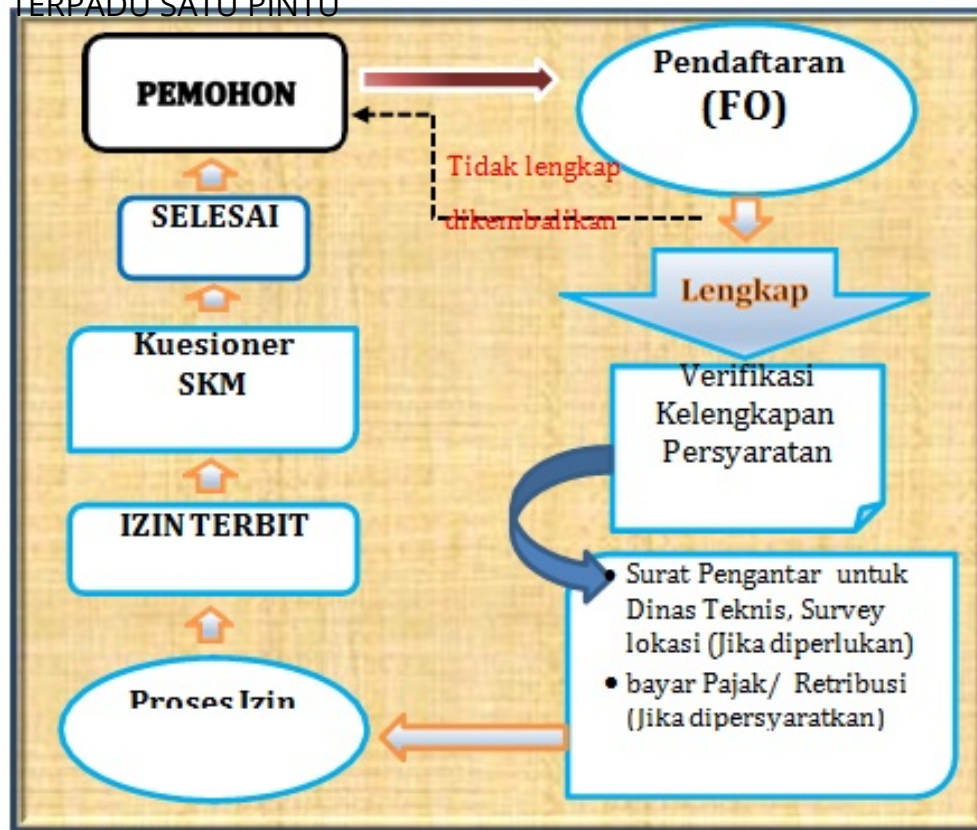 TERPADU SATU PINTU
PEMOHON
Pendaftaran
(FO)
Tidak lengkap
dikembalikan
SELESAI
Lengkap
Kuesioner
SKM
Verifikasi
Kelengkapan
Persyaratan
IZIN TERBIT
• Surat Pengantar untuk
Dinas Teknis, Survey
lokasi (Jika diperlukan)
• bayar Pajak/ Retribusi
(Jika dipersyaratkan)
Proses Izin